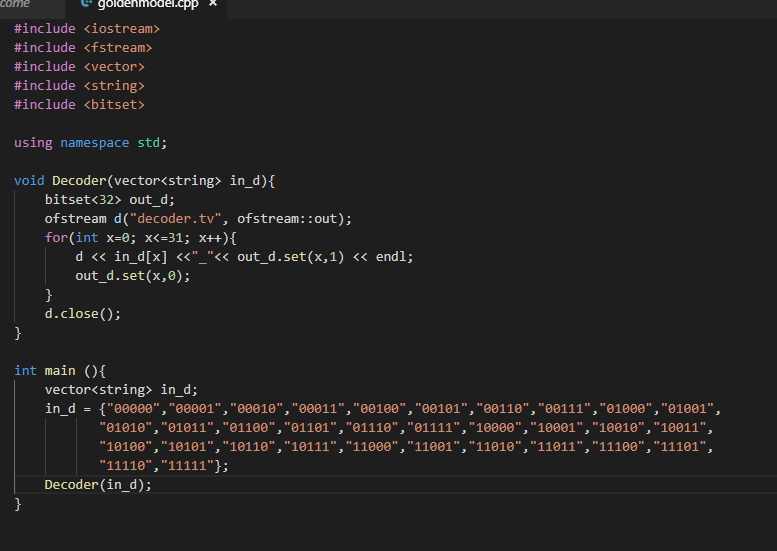 come goldenmodel.cpp ×
#include <iostream>
#include <fstream>
#include <vector>
#include <string>
#include <bitset>
using namespace std;
void Decoder(vector<string> in_d){
bitset<32> out_d;
ofstream d("decoder.tv", ofstream::out);
for(int x=0; x<=31; x++){
d << in_d[x] <<"_"<< out_d.set(x,1) << endl;
out_d.set(x,0);
}
d.close();
}
int main (){
vector<string> in_d;
in_d = {"00000","00001","00010","00011","00100","00101","00110","00111","01000","01001",
"01010","01011","01100","01101","01110","01111","10000","10001","10010","10011",
"10100","10101","10110","10111","11000","11001","11010","11011","11100","11101",
"11110","11111"};
Decoder(in_d);
}